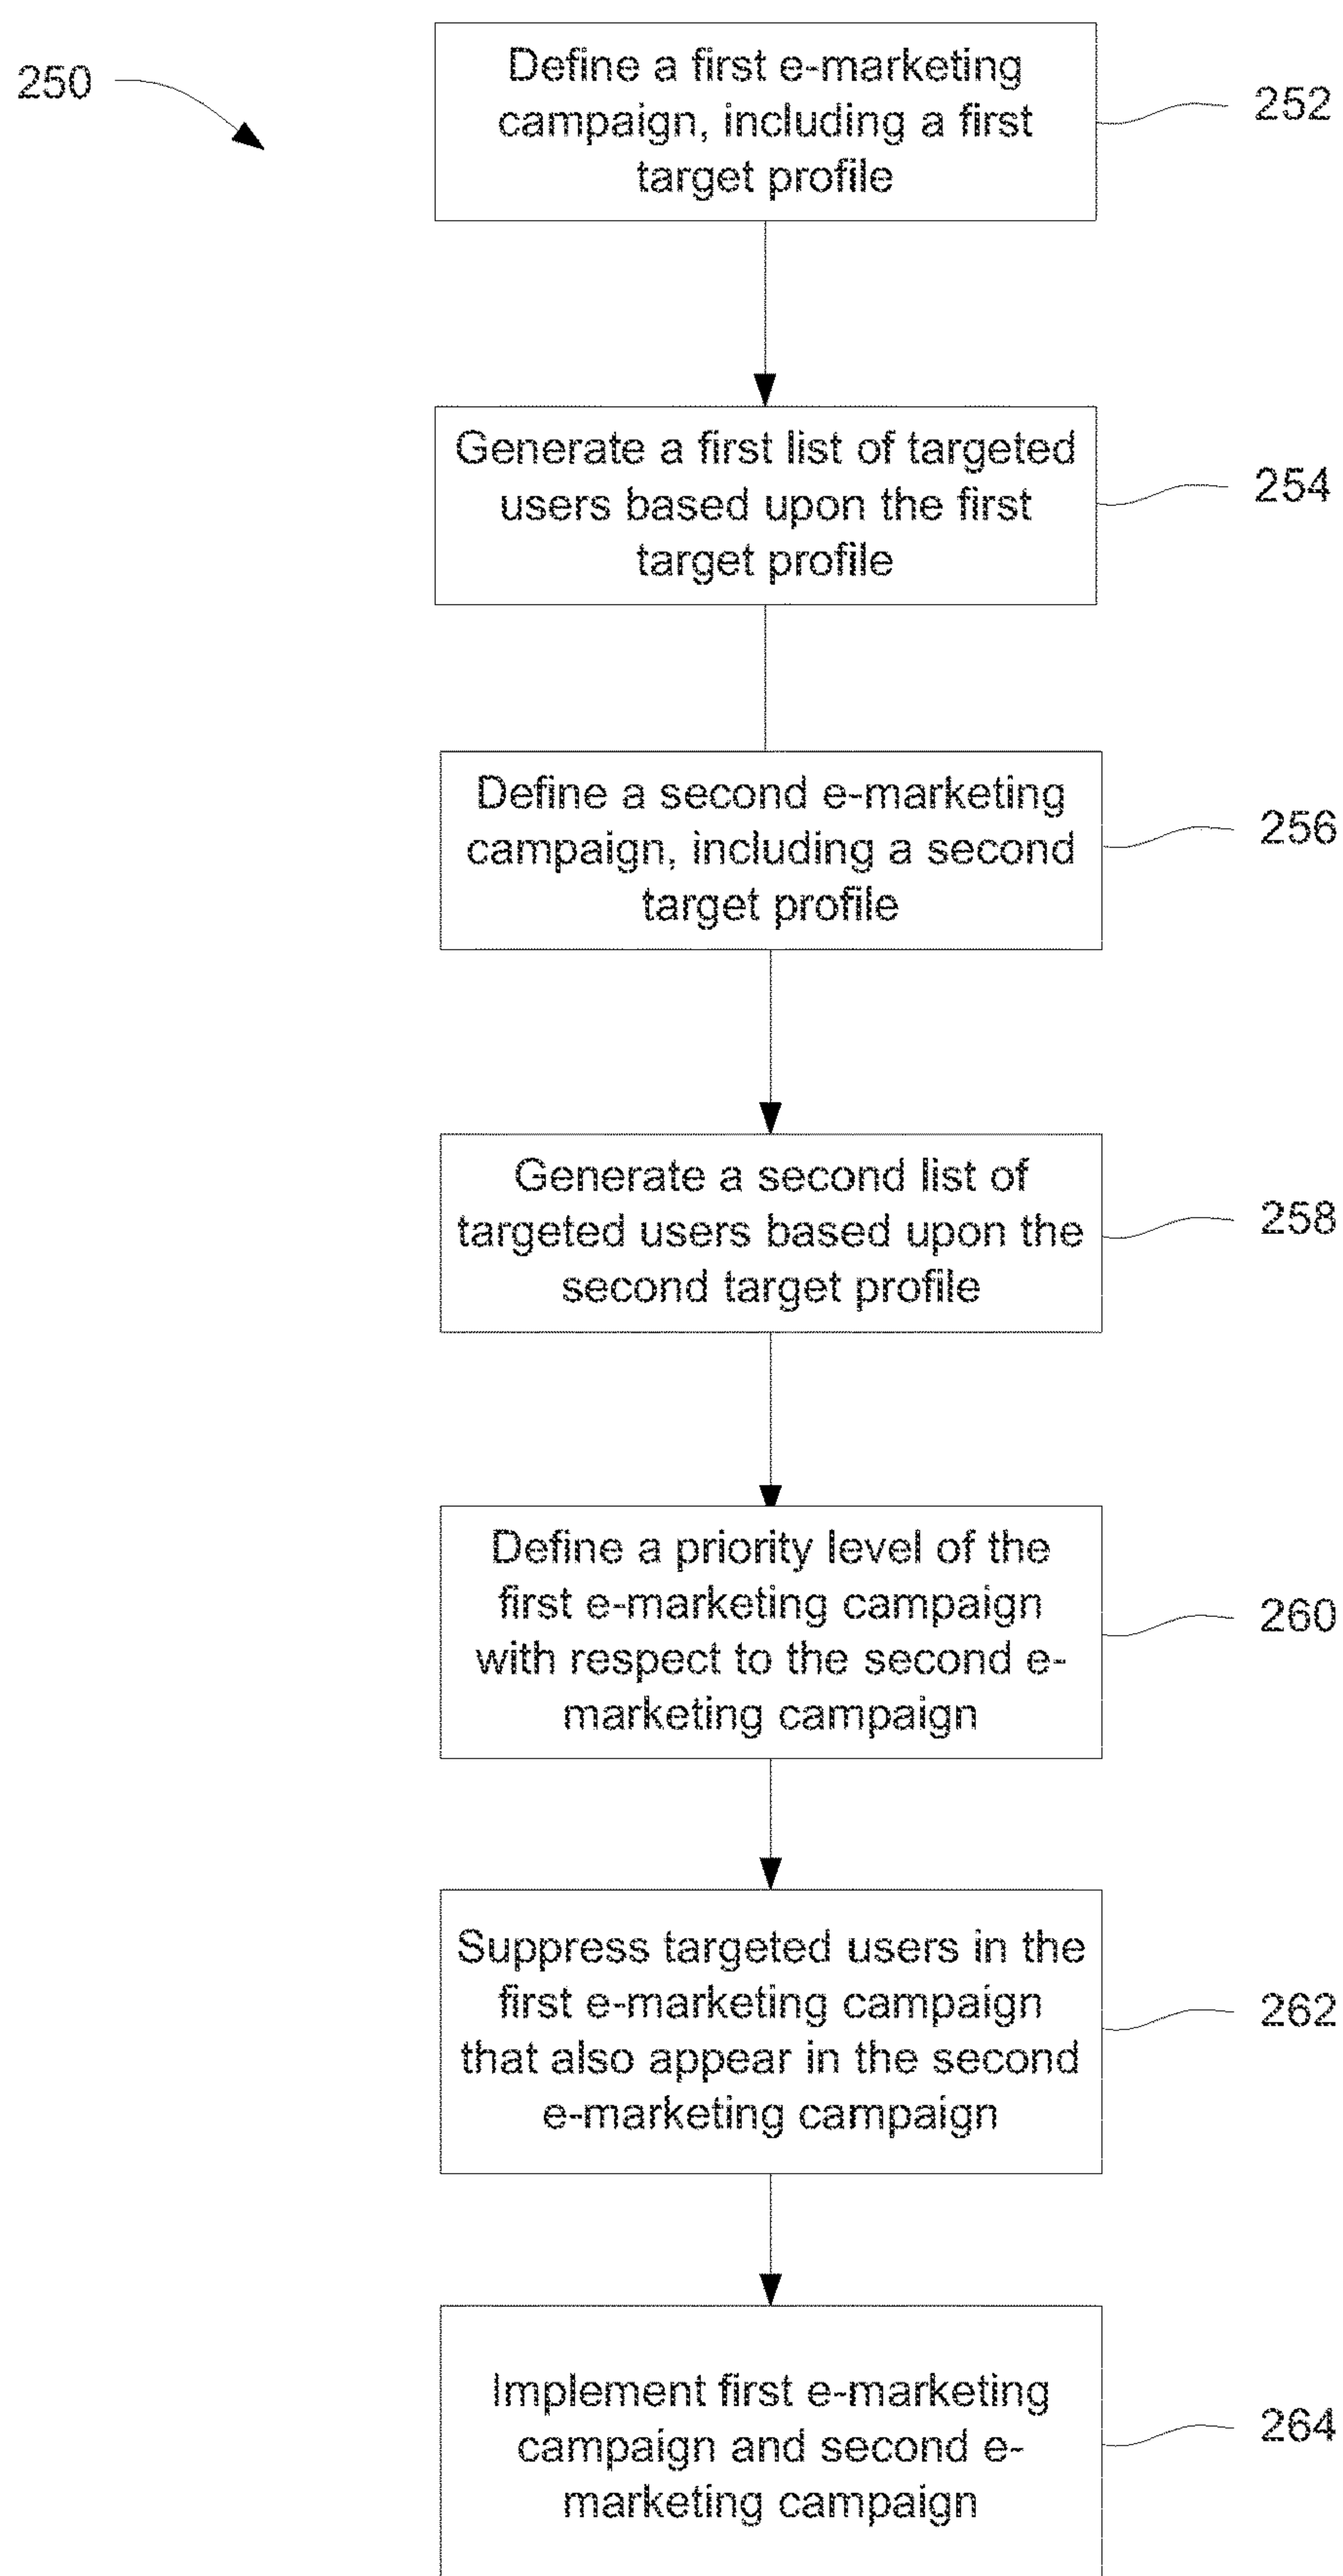 250
Define a first e-marketing
campaign, including a first
target profile
252
Generate a first list of targeted
users based upon the first
target profile
254
Define a second e-marketing
campaign, including a second
target profile
256
Generate a second list of
targeted users based upon the
second target profile
258
Define a priority level of the
first e-marketing campaign
with respect to the second e-
marketing campaign
260
Suppress targeted users in the
first e-marketing campaign
that also appear in the second
e-marketing campaign
262
Implement first e-marketing
campaign and second e-
marketing campaign
264